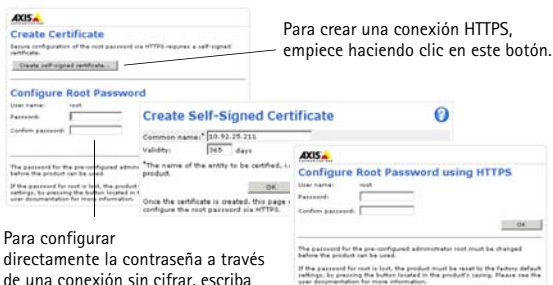 AXIS
Create Certificate
Secure configuration of the root password via HTTPS requires a self-signed
certificate.
Create self-signed certificate...
Configure Root Password
User name: root
Password:
Confirm password:
The password for the pre-configured admin
before the product can be used.
If the password for root is lost, the product
settings, by pressing the button located in t
user documentation for more information.
Para crear una conexión HTTPS,
empiece haciendo clic en este botón.
Create Self-Signed Certificate
?
Common name:* 10.92.25.211
Validity: 365 days
*The name of the entity to be certified, i.
product.
OK
Once the certificate is created, this page
configure the root password via HTTPS.
AXIS
Configure Root Password using HTTPS
User name: root
Password:
Confirm password:
OK
The password for the pre-configured administrator root must be changed
before the product can be used.
If the password for root is lost, the product must be reset to the factory default
settings, by pressing the button located in the product's casing. Please see the
user documentation for more information.
Para configurar
directamente la contraseña a través
de una conexión sin cifrar, escriba